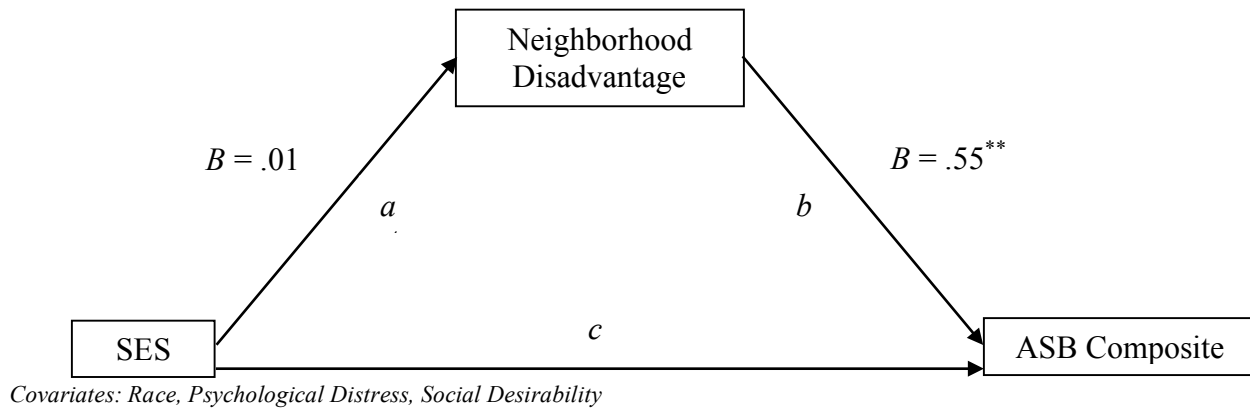 Neighborhood
Disadvantage
B = .01
B = .55**
a
b
c
SES
ASB Composite
Covariates: Race, Psychological Distress, Social Desirability